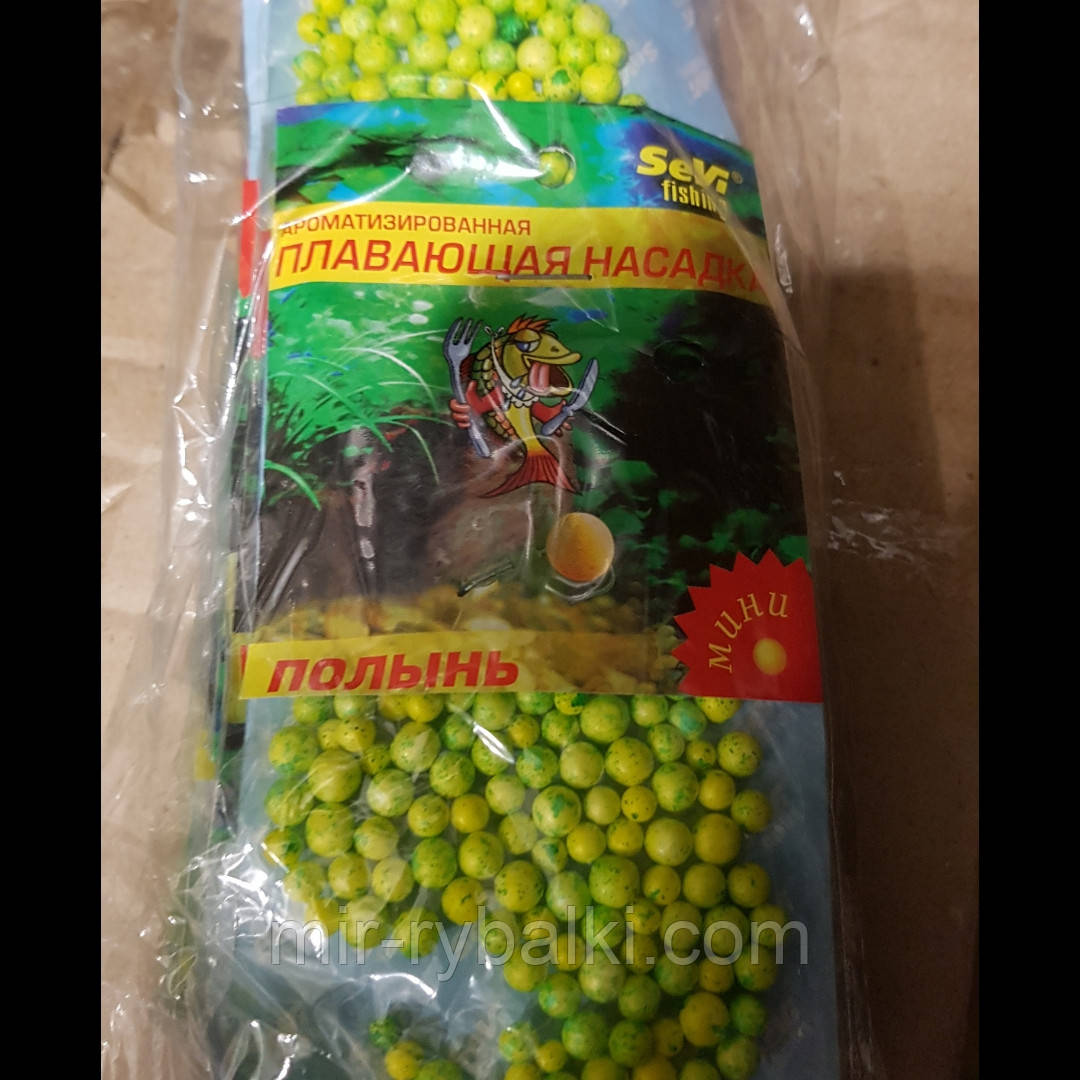 SeVi®
fishing
АРОМАТИЗИРОВАННАЯ
ПЛАВАЮЩАЯ НАСАДКА
мини
ПОЛЫНЬ
mir-rybalki.com